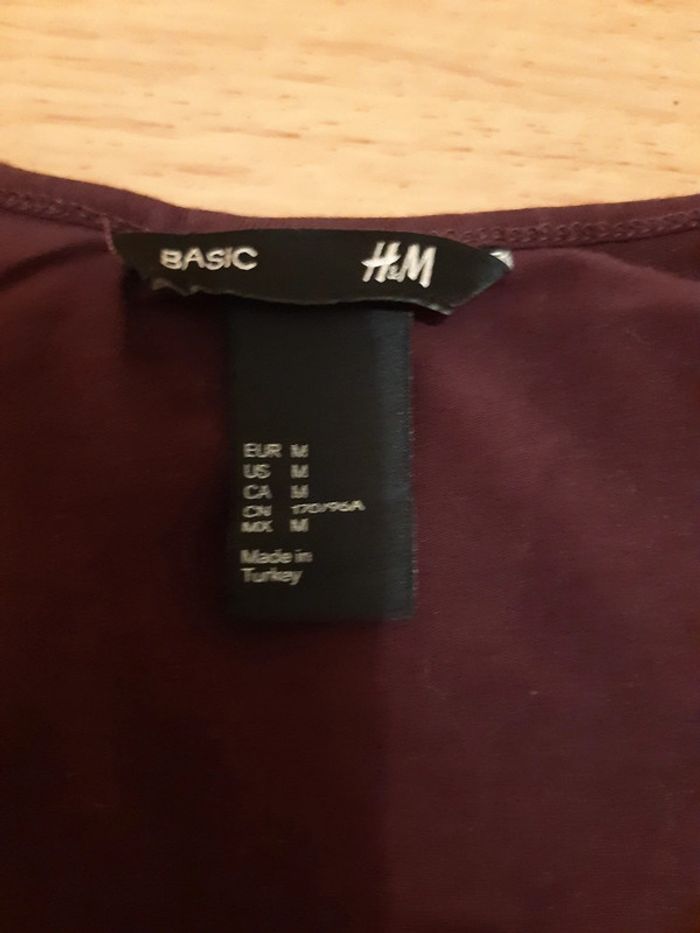 BASIC H&M
EUR M
US M
CA M
CN 170/96A
MX M
Made in
Turkey